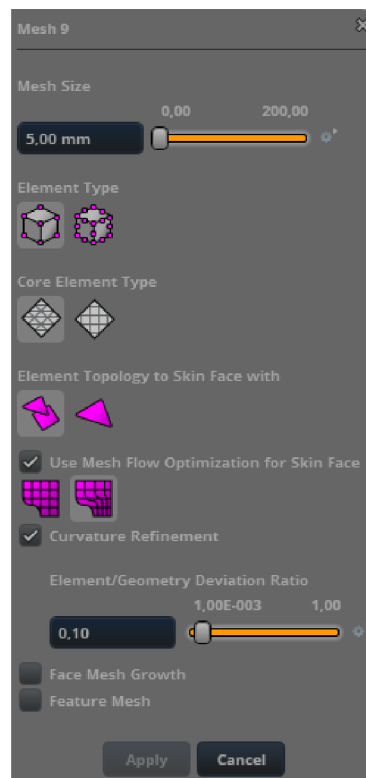 Mesh 9
Mesh Size
0,00 200,00
5,00 mm
Element Type
Core Element Type
Element Topology to Skin Face with
Use Mesh Flow Optimization for Skin Face
Curvature Refinement
Element/Geometry Deviation Ratio
1,00E-003 1,00
0,10
Face Mesh Growth
Feature Mesh
Apply Cancel